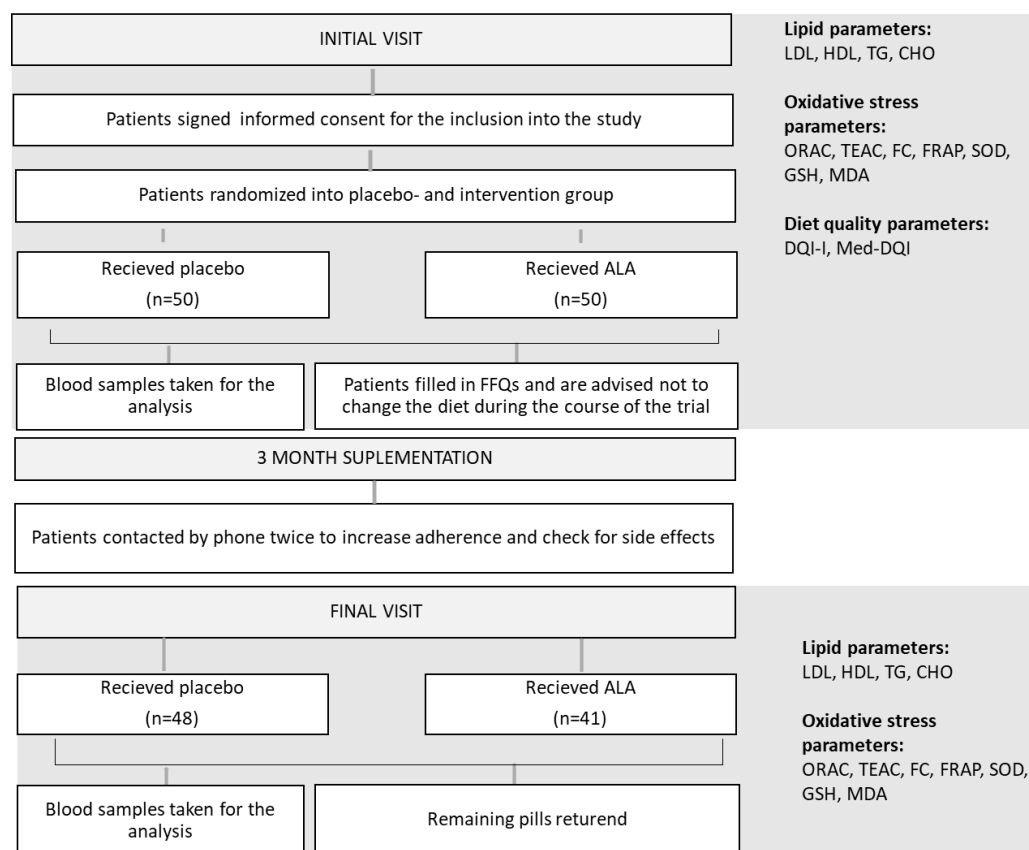 INITIAL VISIT
Patients signed informed consent for the inclusion into the study
Patients randomized into placebo- and intervention group
Recieved placebo
(n=50)
Recieved ALA
(n=50)
Blood samples taken for the
analysis
Patients filled in FFQs and are advised not to
change the diet during the course of the trial
Lipid parameters:
LDL, HDL, TG, CHO
Oxidative stress
parameters:
ORAC, TEAC, FC, FRAP, SOD,
GSH, MDA
Diet quality parameters:
DQI-I, Med-DQI
3 MONTH SUPLEMENTATION
Patients contacted by phone twice to increase adherence and check for side effects
FINAL VISIT
Recieved placebo
(n=48)
Recieved ALA
(n=41)
Blood samples taken for the
analysis
Remaining pills returend
Lipid parameters:
LDL, HDL, TG, CHO
Oxidative stress
parameters:
ORAC, TEAC, FC, FRAP, SOD,
GSH, MDA